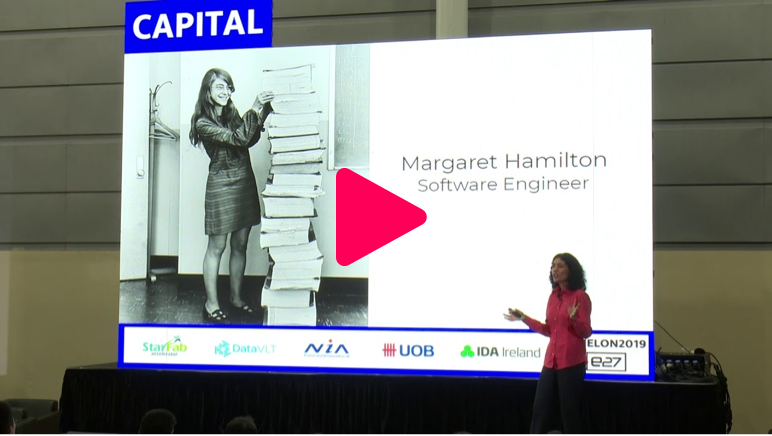 CAPITAL
Margaret Hamilton
Software Engineer
StarFab
DataVLT
NIA
UOB
IDA Ireland
ELON2019
e27